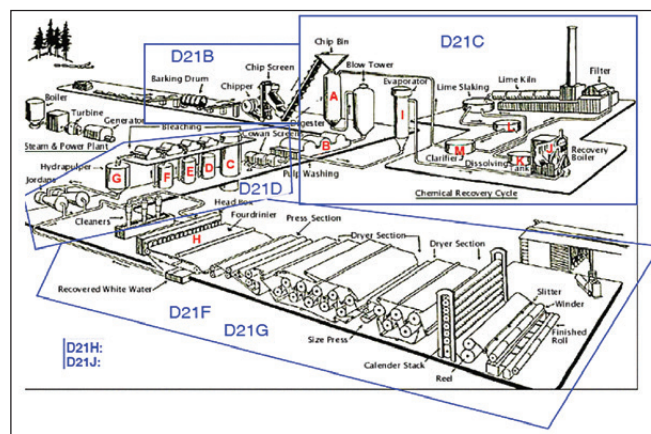 D21B
D21C
Chip Bin
Chip Screen
Blow Tower
Barking Drum
Chipper
Evaporator
Lime Slaking
Lime Kiln
Filter
Boiler
Turbine
Generator
Steam & Power Plant
A
Digester
I
L
Bleaching
Cowan Screens
B
M
Clarifier
J
Recovery
Boiler
K
Dissolving
Tank
Hydrapulper
G
F
E
D
C
Pulp Washing
Chemical Recovery Cycle
Jordans
D21D
Head Box
Cleaners
Fourdrinier
Press Section
H
Dryer Section
Dryer Section
Recovered White Water
Slitter
Winder
Finished
Roll
D21F
D21G
Size Press
Calender Stack
Reel
D21H:
D21J: